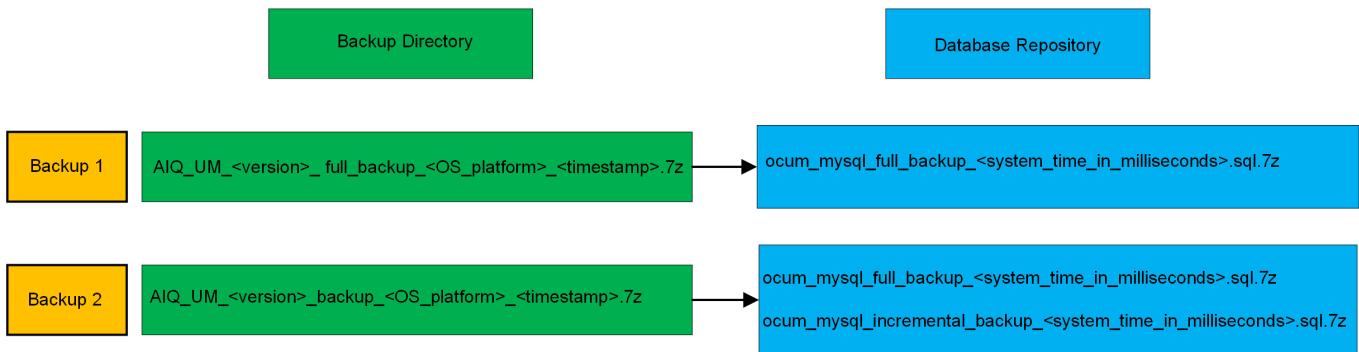 Backup Directory
Database Repository
Backup 1
AIQ_UM_<version>_ full_backup_<OS_platform>_<timestamp>.7z
ocum_mysql_full_backup_<system_time_in_milliseconds>.sql.7z
Backup 2
AIQ_UM_<version>_backup_<OS_platform>_<timestamp>.7z
ocum_mysql_full_backup_<system_time_in_milliseconds>.sql.7z
ocum_mysql_incremental_backup_<system_time_in_milliseconds>.sql.7z